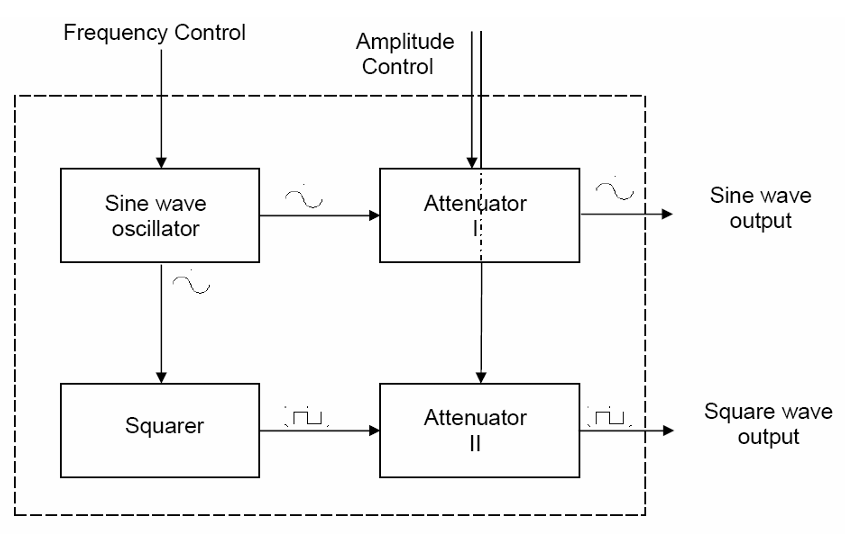 Frequency Control
Amplitude
Control
Sine wave
oscillator
Attenuator
I
Sine wave
output
Squarer
Attenuator
II
Square wave
output